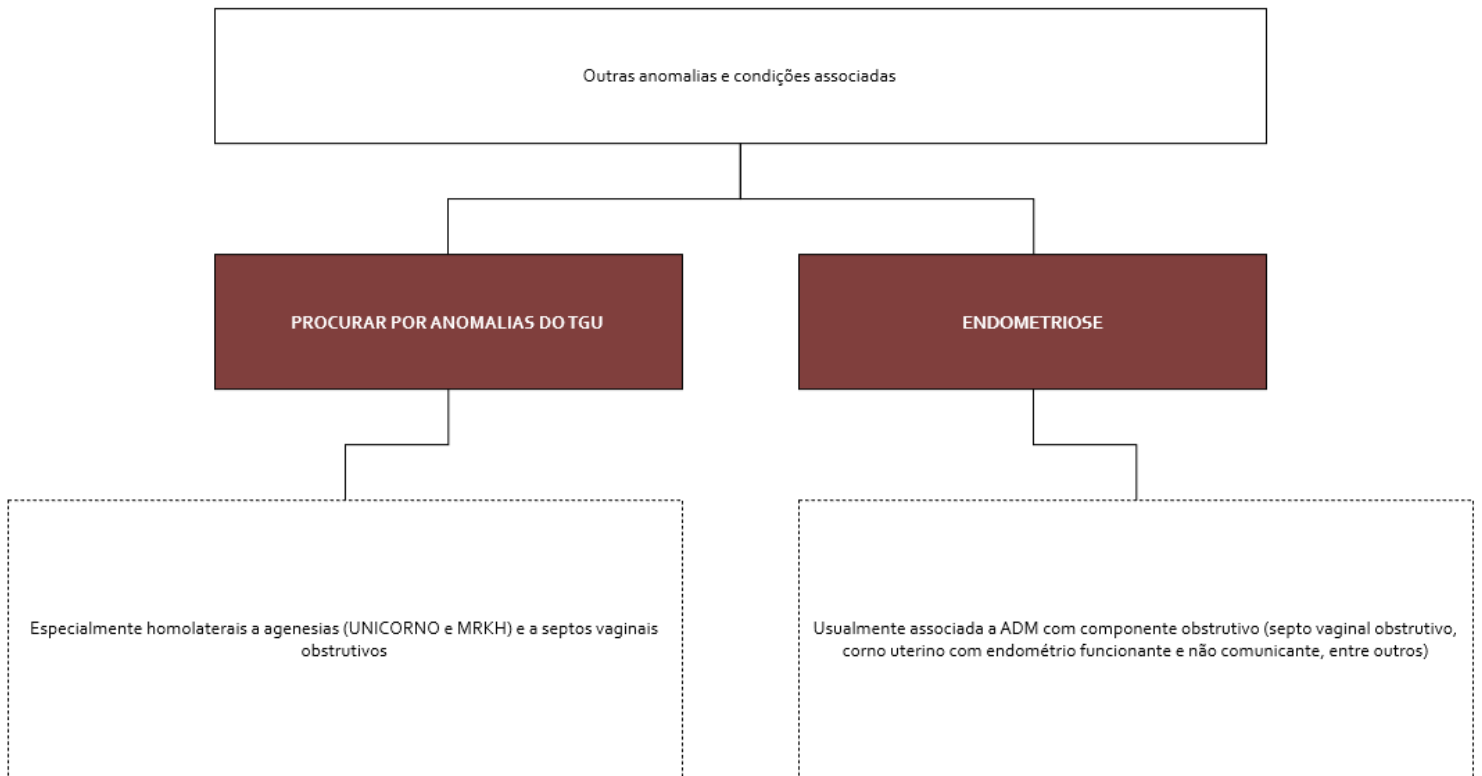 Outras anomalias e condições associadas
PROCURAR POR ANOMALIAS DO TGU
ENDOMETRIOSE
Especialmente homolaterais a agenesias (UNICORNO e MRKH) e a septos vaginais
obstrutivos
Usualmente associada a ADM com componente obstrutivo (septo vaginal obstrutivo,
corno uterino com endométrio funcionante e não comunicante, entre outros)